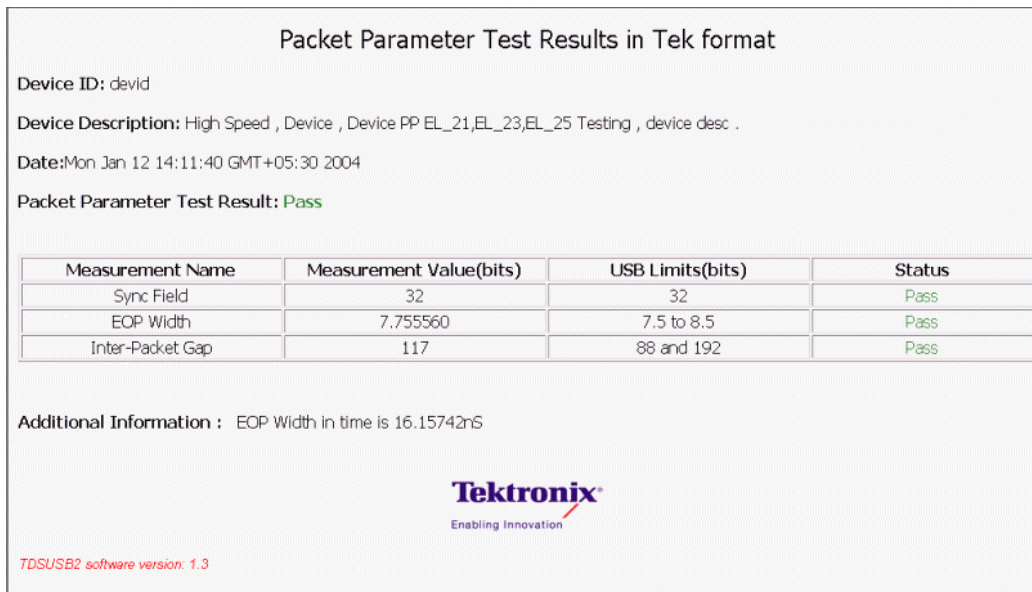 Packet Parameter Test Results in Tek format
Device ID: devid
Device Description: High Speed , Device , Device PP EL_21,EL_23,EL_25 Testing , device desc .
Date:Mon Jan 12 14:11:40 GMT+05:30 2004
Packet Parameter Test Result: Pass
Measurement Name Measurement Value(bits) USB Limits(bits) Status
Sync Field 32 32 Pass
EOP Width 7.755560 7.5 to 8.5 Pass
Inter-Packet Gap 117 88 and 192 Pass
Additional Information : EOP Width in time is 16.15742nS
Tektronix
Enabling Innovation
TDSUSB2 software version: 1.3